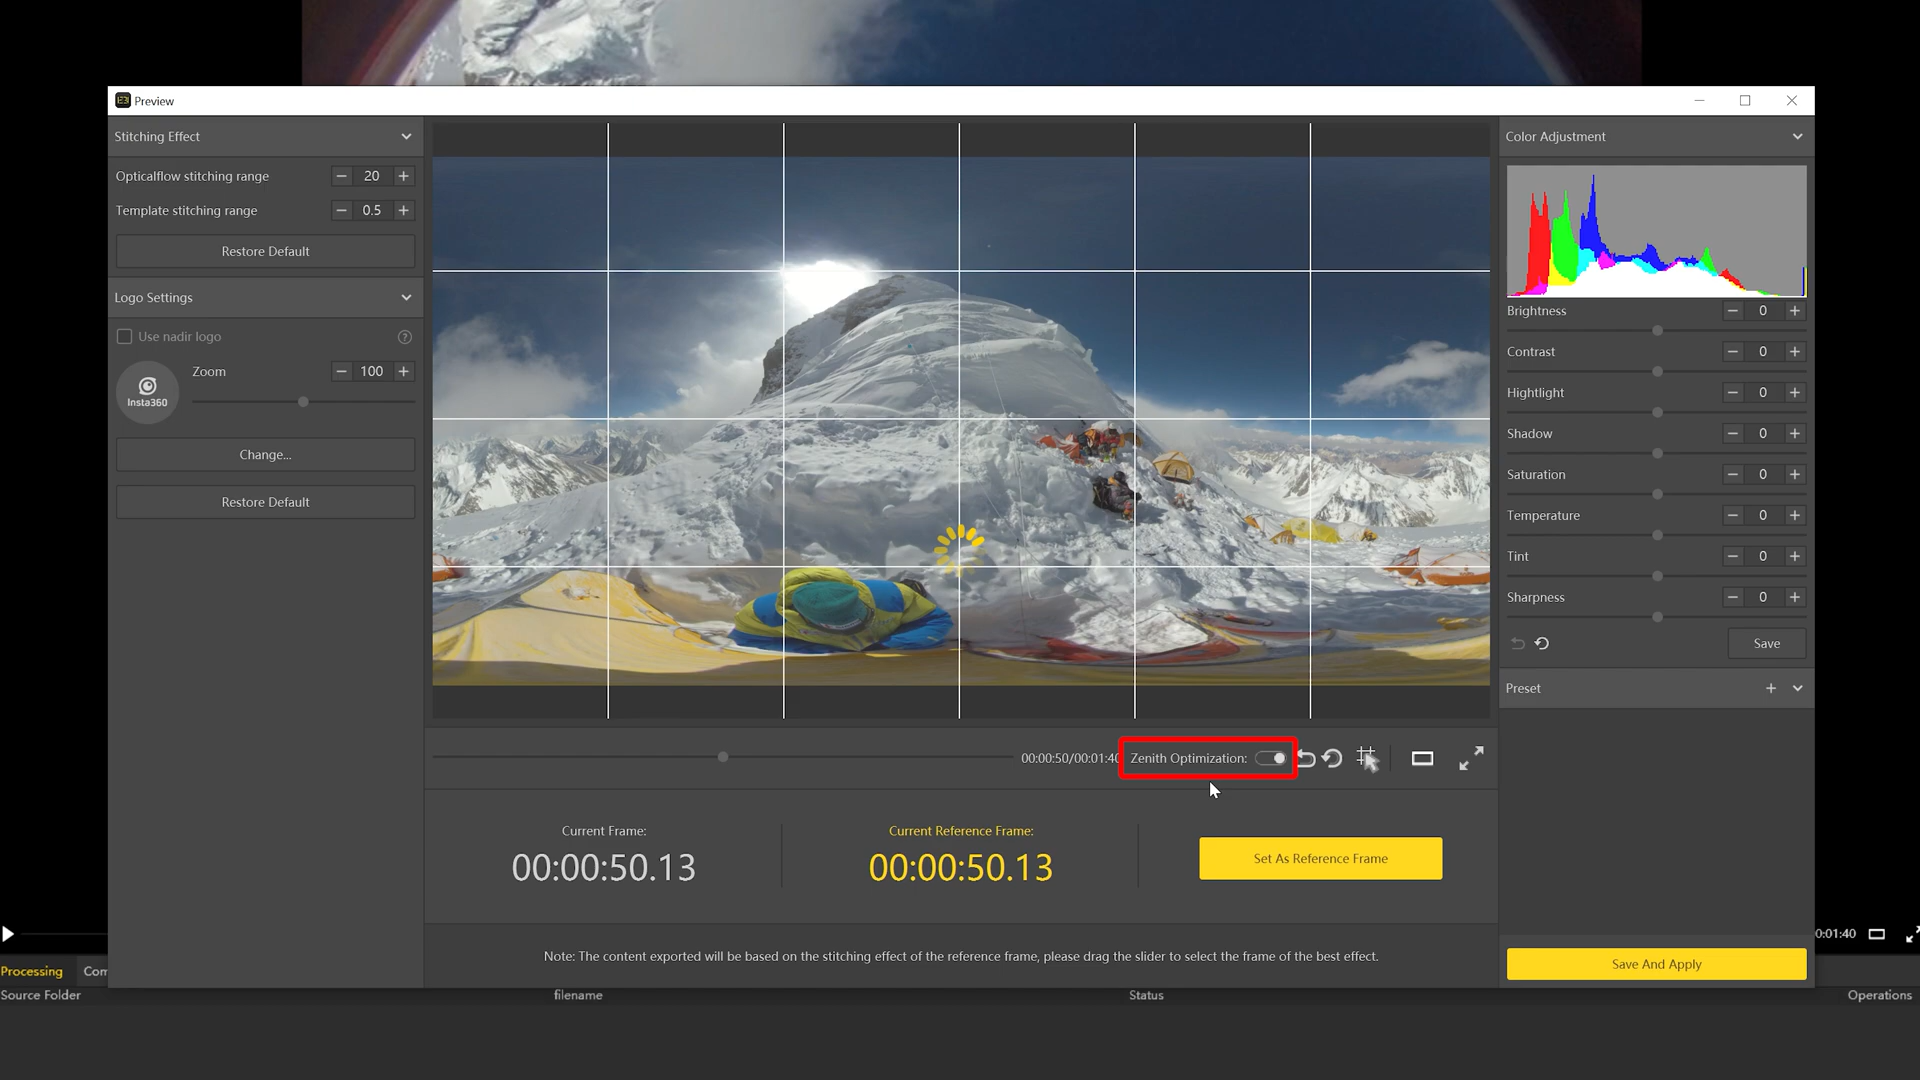 Preview
Stitching Effect
Opticalflow stitching range
20
Template stitching range
0.5
Restore Default
Logo Settings
Use nadir logo
?
Insta360
Zoom
100
Change...
Restore Default
00:00:50/00:01:40
Zenith Optimization:
Current Frame:
00:00:50.13
Current Reference Frame:
00:00:50.13
Set As Reference Frame
Note: The content exported will be based on the stitching effect of the reference frame, please drag the slider to select the frame of the best effect.
Color Adjustment
Brightness
0
Contrast
0
Hightlight
0
Shadow
0
Saturation
0
Temperature
0
Tint
0
Sharpness
0
Save
Preset
Save And Apply
0:01:40
Processing
Com
Source Folder
filename
Status
Operations